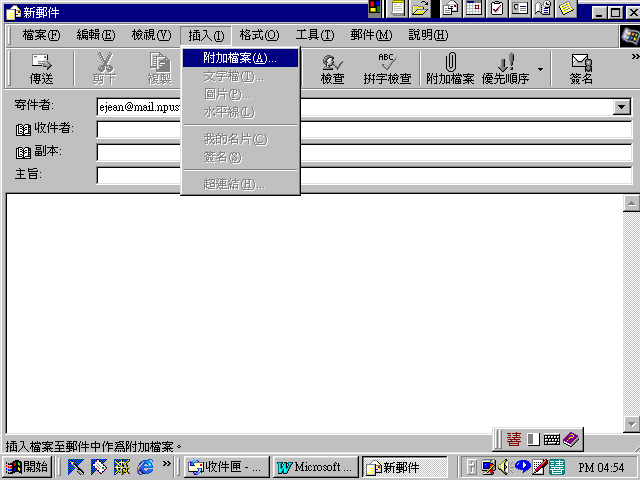 新郵件
檔案(F) 編輯(E) 檢視(V) 插入(I) 格式(O) 工具(T) 郵件(M) 說明(H)
傳送 剪下 複製 檢查 拼字檢查 附加檔案 優先順序 簽名
ABC
附加檔案(A)...
文字檔(T)...
圖片(P)...
水平線(L)
我的名片(C)
簽名(S)
超連結(H)...
寄件者: ejean@mail.npus
收件者:
副本:
主旨:
插入檔案至郵件中作為附加檔案。
開始 收件匣 - ... Microsoft ... 新郵件 PM 04:54